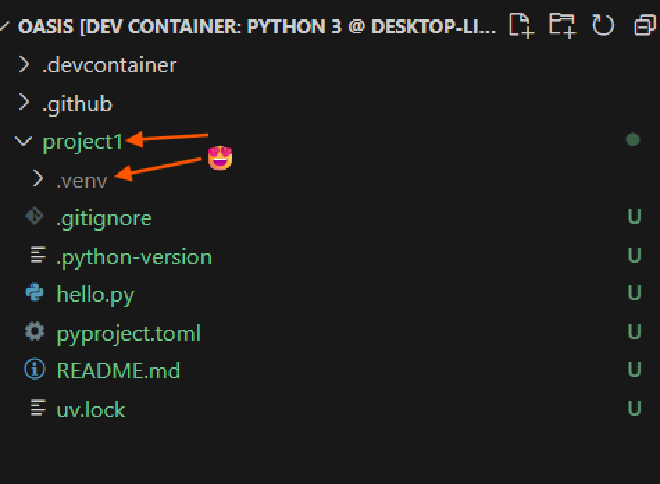 OASIS [DEV CONTAINER: PYTHON 3 @ DESKTOP-LI...
.devcontainer
.github
project1
.venv
.gitignore U
.python-version U
hello.py U
pyproject.toml U
README.md U
uv.lock U